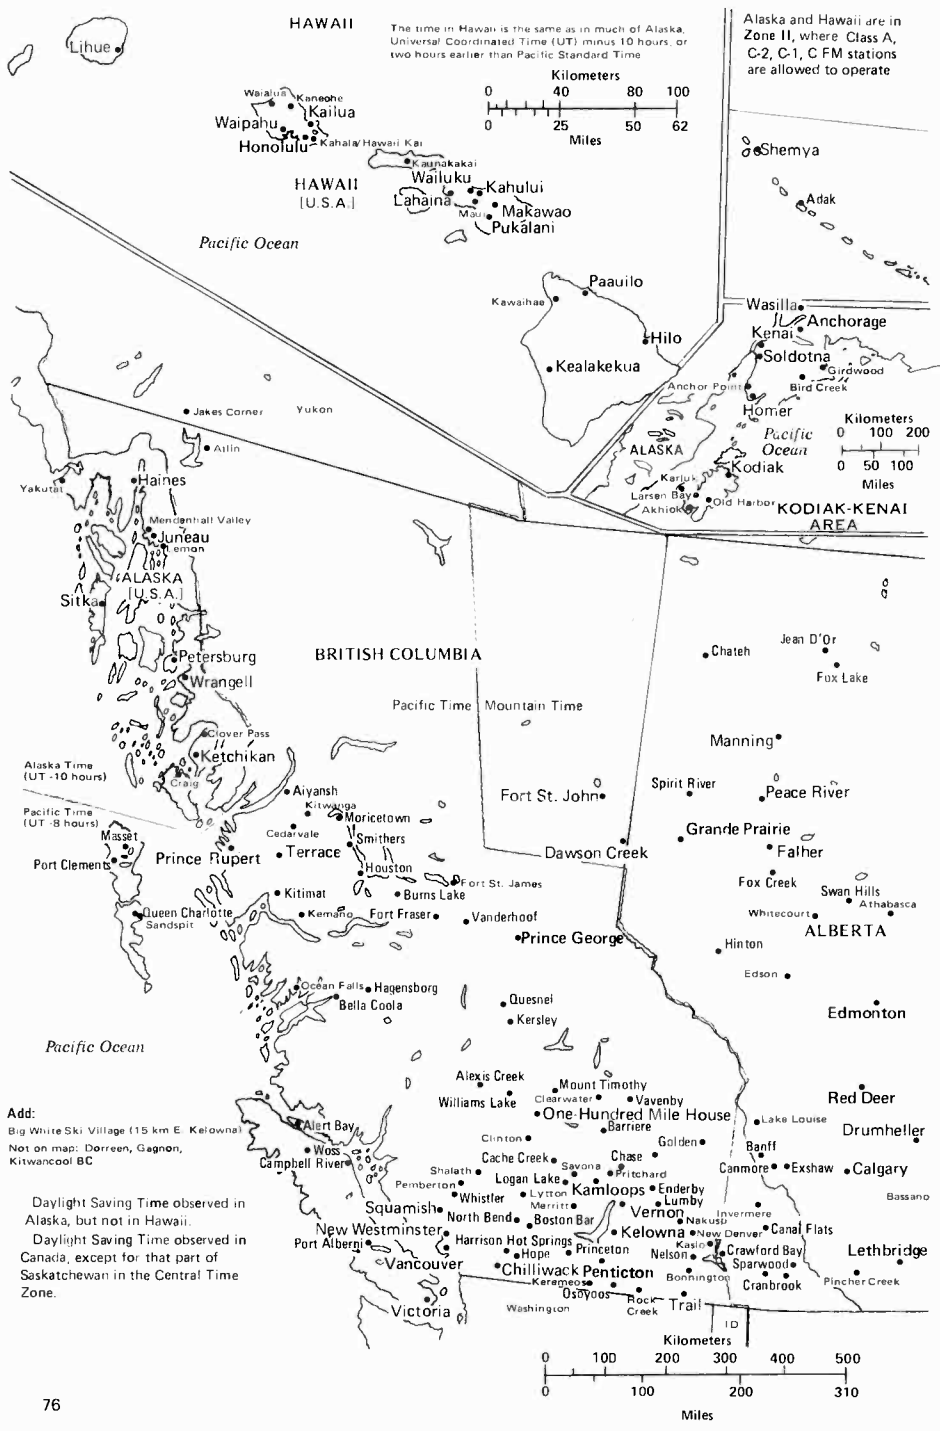 HAWAII
The time in Hawaii is the same as in much of Alaska,
Universal Coordinated Time (UT) minus 10 hours, or
two hours earlier than Pacific Standard Time
Alaska and Hawaii are in
Zone II, where Class A,
C-2, C-1, C FM stations
are allowed to operate
Lihue
Kilometers
0 40 80 100
0 25 50 62
Miles
Waialua
Kaneohe
Kailua
Waipahu
Honolulu
Kahala/Hawaii Kai
Kaunakakai
HAWAII
[U.S.A.]
Wailuku
Kahului
Lahaina
Maui
Makawao
Pukalani
Pacific Ocean
Shemya
Adak
Paauilo
Kawaihae
Hilo
Kealakekua
Wasilla
Anchorage
Kenai
Soldotna
Girdwood
Anchor Point
Bird Creek
Homer
Pacific
Ocean
Kilometers
0 100 200
0 50 100
Miles
ALASKA
Kodiak
Karluk
Larsen Bay
Old Harbor
Akhiok
KODIAK-KENAI
AREA
Jakes Corner
Yukon
Atlin
Yakutat
Haines
Mendenhall Valley
Juneau
Lemon
ALASKA
[U.S.A.]
Sitka
Petersburg
Wrangell
BRITISH COLUMBIA
Chateh
Jean D'Or
Fox Lake
Pacific Time
Mountain Time
Clover Pass
Ketchikan
Craig
Alaska Time
(UT -10 hours)
Pacific Time
(UT -8 hours)
Manning
Aiyansh
Kitwanga
Moricetown
Cedarvale
Smithers
Fort St. John
Spirit River
Peace River
Masset
Port Clements
Prince Rupert
Terrace
Houston
Grande Prairie
Dawson Creek
Falher
Fort St. James
Fox Creek
Kitimat
Burns Lake
Swan Hills
Athabasca
Queen Charlotte
Sandspit
Kemano
Fort Fraser
Vanderhoof
Whitecourt
ALBERTA
Prince George
Hinton
Edson
Ocean Falls
Hagensborg
Bella Coola
Quesnel
Kersley
Edmonton
Pacific Ocean
Alexis Creek
Mount Timothy
Williams Lake
Clearwater
Vavenby
Red Deer
One Hundred Mile House
Barriere
Lake Louise
Drumheller
Add:
Big White Ski Village (15 km E. Kelowna)
Not on map: Dorreen, Gagnon,
Kitwancool BC
Alert Bay
Woss
Campbell River
Clinton
Golden
Banff
Cache Creek
Chase
Savona
Canmore
Exshaw
Calgary
Shalath
Logan Lake
Pritchard
Pemberton
Kamloops
Enderby
Bassano
Whistler
Lytton
Merritt
Lumby
Vernon
Invermere
Squamish
North Bend
Boston Bar
Nakusp
New Westminster
Kelowna
New Denver
Canal Flats
Port Alberni
Harrison Hot Springs
Princeton
Kaslo
Crawford Bay
Lethbridge
Hope
Nelson
Sparwood
Vancouver
Chilliwack
Penticton
Bonnington
Cranbrook
Pincher Creek
Keremeos
Osoyoos
Rock
Creek
Trail
Victoria
Washington
ID
Daylight Saving Time observed in
Alaska, but not in Hawaii.
Daylight Saving Time observed in
Canada, except for that part of
Saskatchewan in the Central Time
Zone.
Kilometers
0 100 200 300 400 500
0 100 200 310
Miles
76